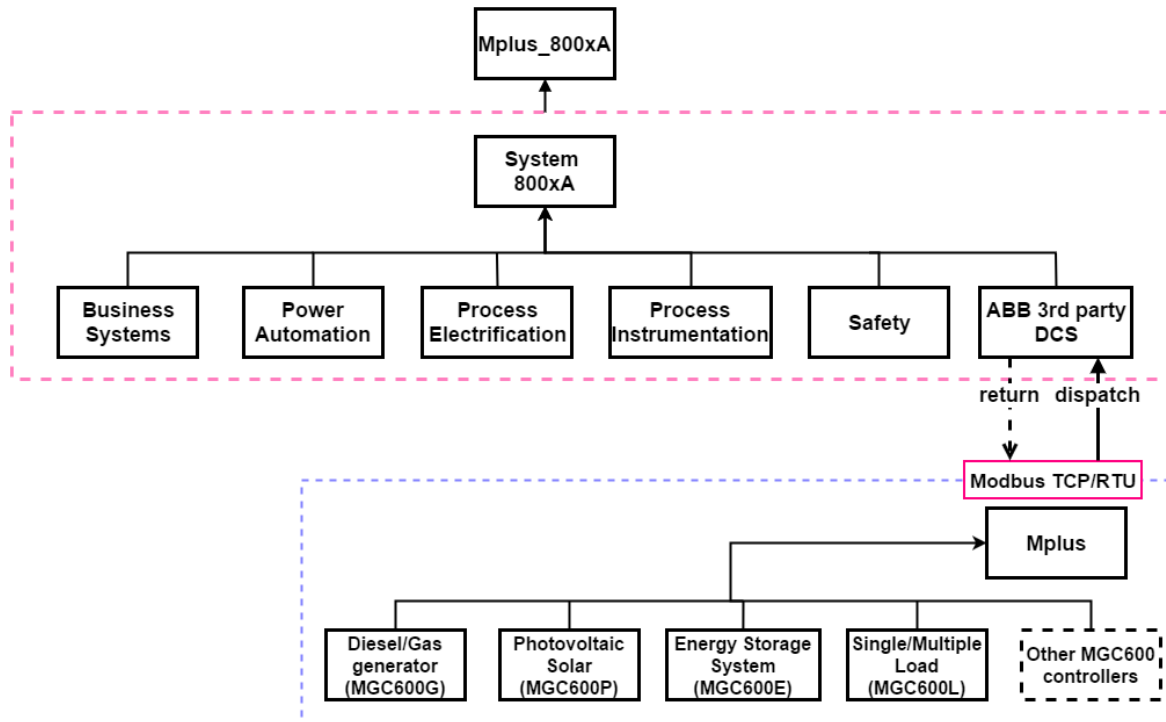 Mplus_800xA
System
800xA
Business
Systems
Power
Automation
Process
Electrification
Process
Instrumentation
Safety
ABB 3rd party
DCS
return
dispatch
Modbus TCP/RTU
Mplus
Diesel/Gas
generator
(MGC600G)
Photovoltaic
Solar
(MGC600P)
Energy Storage
System
(MGC600E)
Single/Multiple
Load
(MGC600L)
Other MGC600
controllers